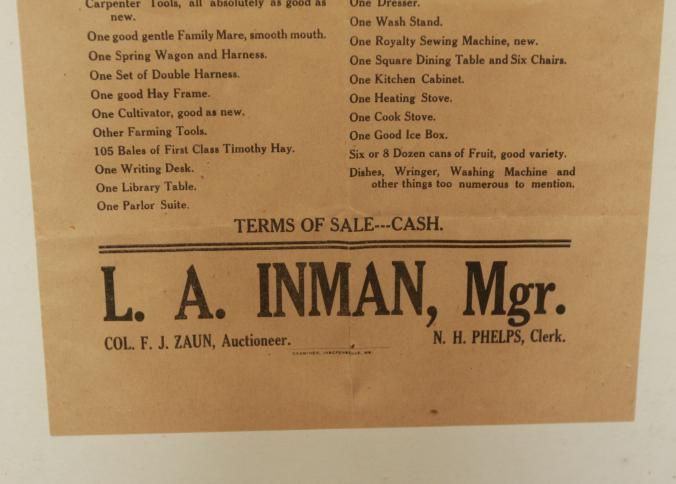 Carpenter Tools, all absolutely as good as
new.
One good gentle Family Mare, smooth mouth.
One Spring Wagon and Harness.
One Set of Double Harness.
One good Hay Frame.
One Cultivator, good as new.
Other Farming Tools.
105 Bales of First Class Timothy Hay.
One Writing Desk.
One Library Table.
One Parlor Suite.
One Dresser.
One Wash Stand.
One Royalty Sewing Machine, new.
One Square Dining Table and Six Chairs.
One Kitchen Cabinet.
One Heating Stove.
One Cook Stove.
One Good Ice Box.
Six or 8 Dozen cans of Fruit, good variety.
Dishes, Wringer, Washing Machine and
other things too numerous to mention.
TERMS OF SALE---CASH.
L. A. INMAN, Mgr.
COL. F. J. ZAUN, Auctioneer.
N. H. PHELPS, Clerk.
EXAMINER,